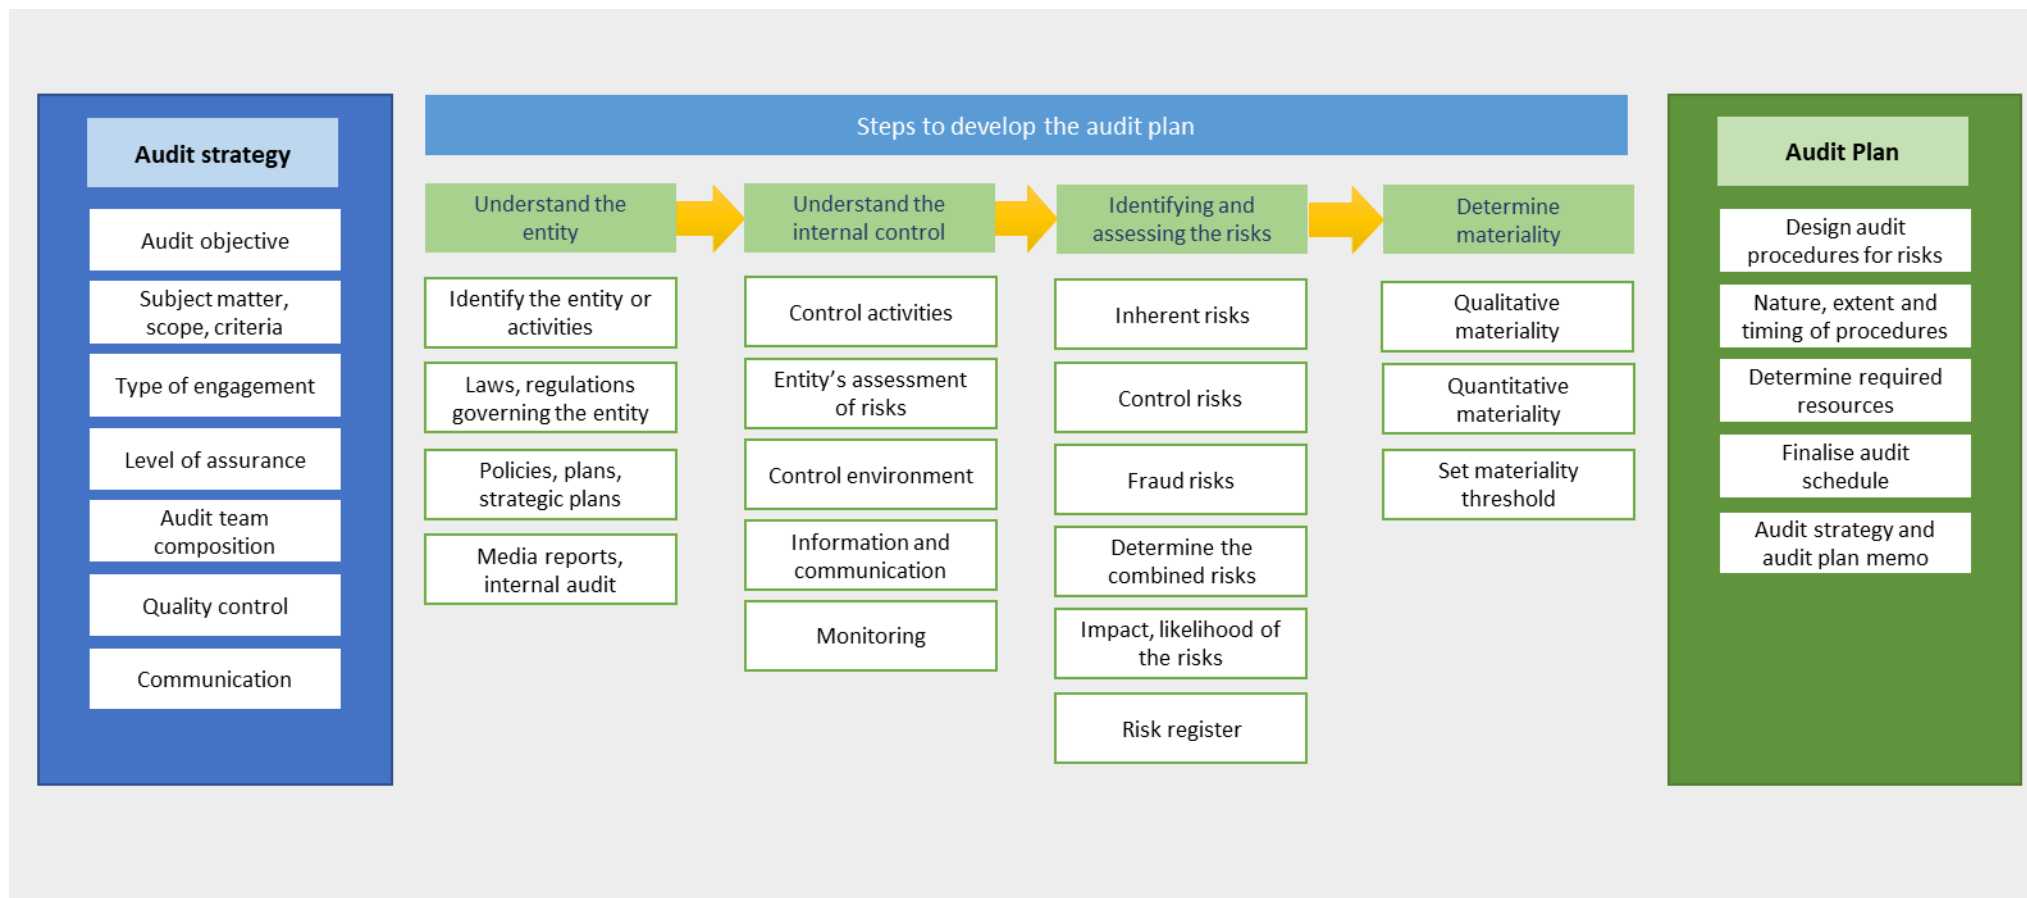 Audit strategy
Audit objective
Subject matter,
scope, criteria
Type of engagement
Level of assurance
Audit team
composition
Quality control
Communication
Steps to develop the audit plan
Understand the
entity
Identify the entity or
activities
Laws, regulations
governing the entity
Policies, plans,
strategic plans
Media reports,
internal audit
Understand the
internal control
Control activities
Entity’s assessment
of risks
Control environment
Information and
communication
Monitoring
Identifying and
assessing the risks
Inherent risks
Control risks
Fraud risks
Determine the
combined risks
Impact, likelihood of
the risks
Risk register
Determine
materiality
Qualitative
materiality
Quantitative
materiality
Set materiality
threshold
Audit Plan
Design audit
procedures for risks
Nature, extent and
timing of procedures
Determine required
resources
Finalise audit
schedule
Audit strategy and
audit plan memo